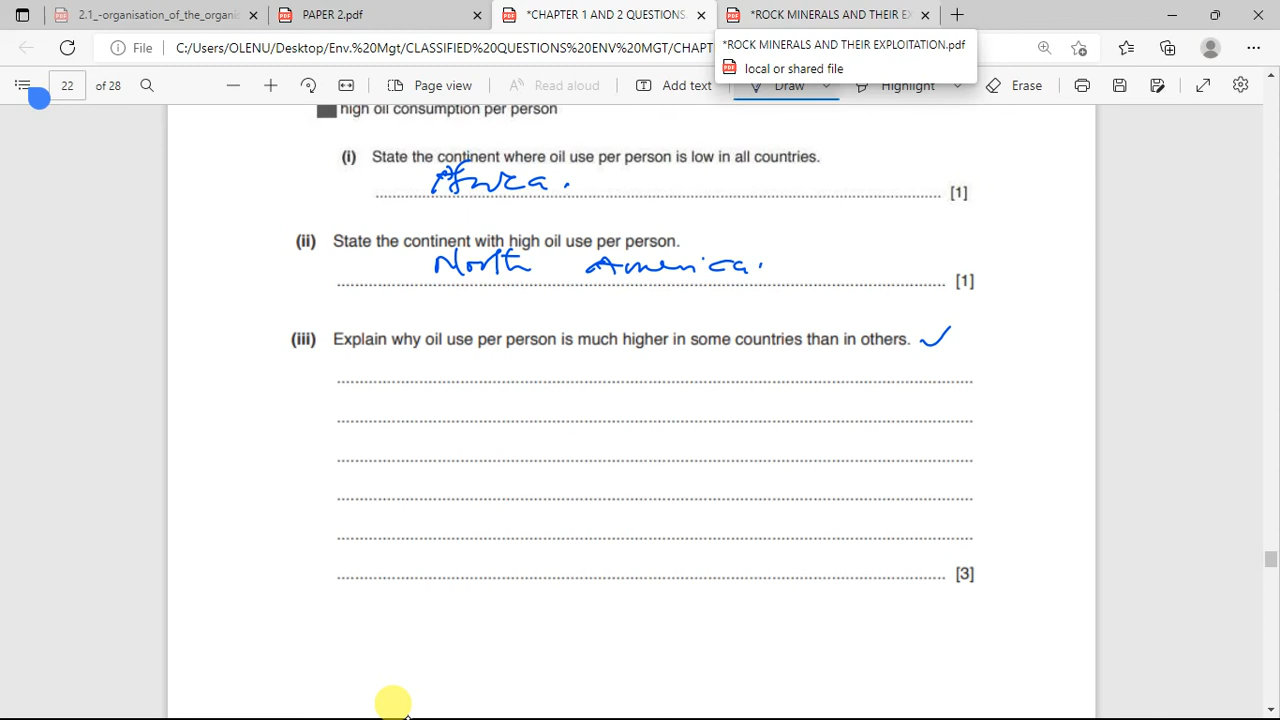 2.1_-organisation_of_the_organi
PAPER 2.pdf
*CHAPTER 1 AND 2 QUESTIONS
*ROCK MINERALS AND THEIR EX
File
C:/Users/OLENU/Desktop/Env.%20Mgt/CLASSIFIED%20QUESTIONS%20ENV%20MGT/CHAPT
*ROCK MINERALS AND THEIR EXPLOITATION.pdf
local or shared file
22 of 28
Page view
Read aloud
Add text
Draw
Highlight
Erase
high oil consumption per person
(i) State the continent where oil use per person is low in all countries.
Africa.
[1]
(ii) State the continent with high oil use per person.
North America.
[1]
(iii) Explain why oil use per person is much higher in some countries than in others.
[3]